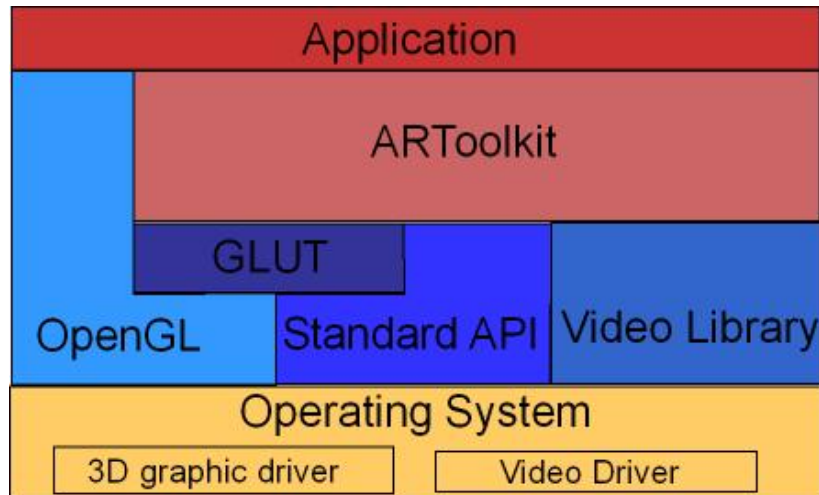 Application
ARToolkit
GLUT
OpenGL
Standard API
Video Library
Operating System
3D graphic driver
Video Driver